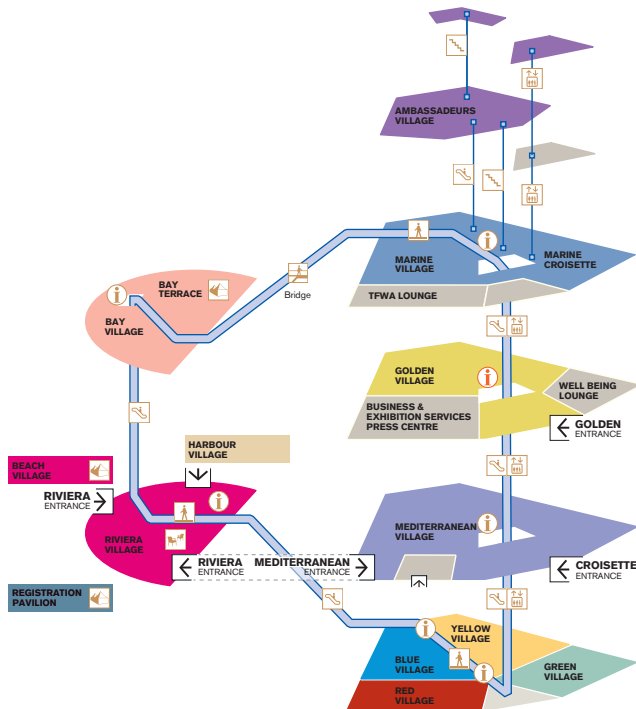 AMBASSADEURS
VILLAGE
MARINE
VILLAGE
MARINE
CROISETTE
TFWA LOUNGE
BAY
TERRACE
BAY
VILLAGE
Bridge
GOLDEN
VILLAGE
WELL BEING
LOUNGE
BUSINESS &
EXHIBITION SERVICES
PRESS CENTRE
GOLDEN
ENTRANCE
HARBOUR
VILLAGE
BEACH
VILLAGE
RIVIERA
ENTRANCE
RIVIERA
VILLAGE
MEDITERRANEAN
VILLAGE
RIVIERA
ENTRANCE
MEDITERRANEAN
ENTRANCE
CROISETTE
ENTRANCE
REGISTRATION
PAVILION
YELLOW
VILLAGE
BLUE
VILLAGE
GREEN
VILLAGE
RED
VILLAGE